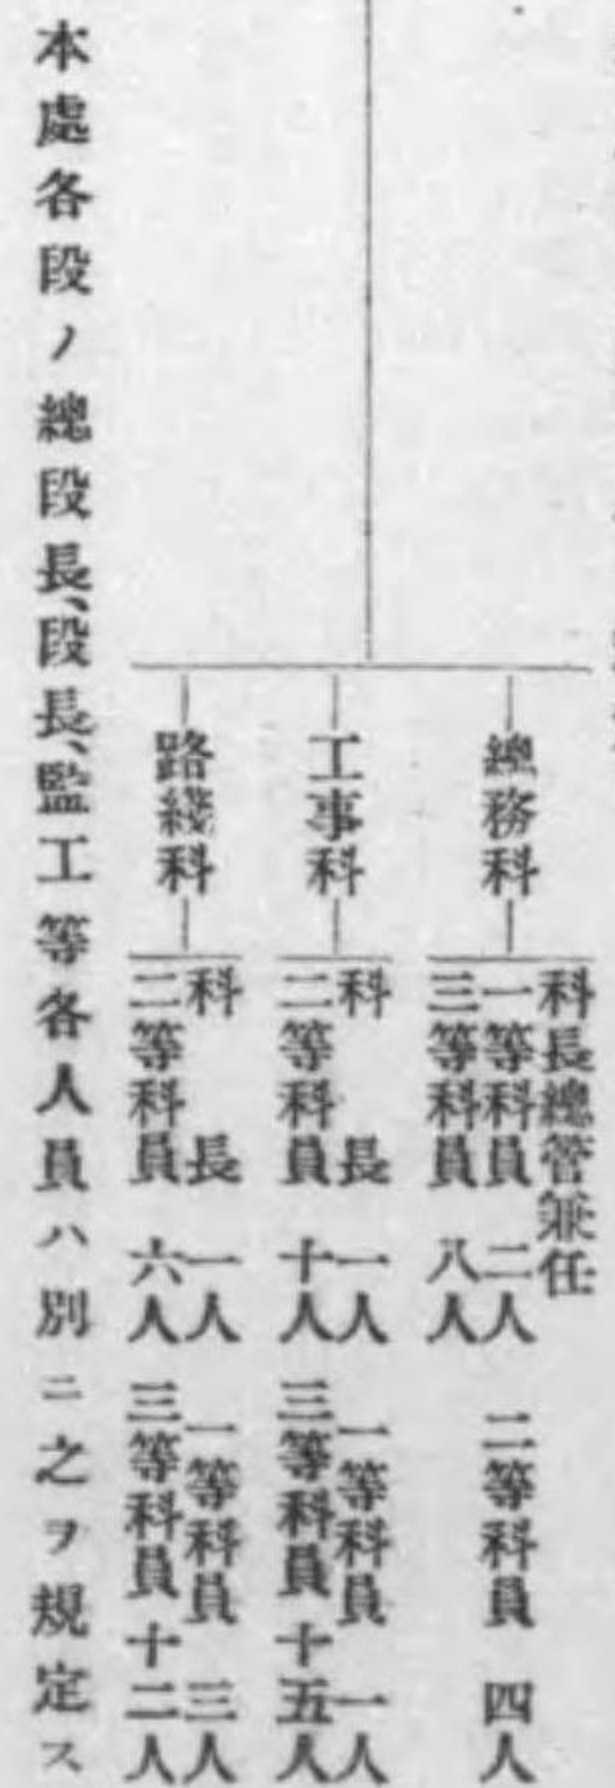 總務科
科長總管兼任
一等科員 二人 二等科員 四人
三等科員 八人
工事科
科長 一人 一等科員 一人
二等科員 十人 三等科員 十五人
路綫科
科長 一人 一等科員 三人
二等科員 六人 三等科員 十二人
本處各段ノ總段長、段長、監工等各人員ハ別ニ之ヲ規定ス